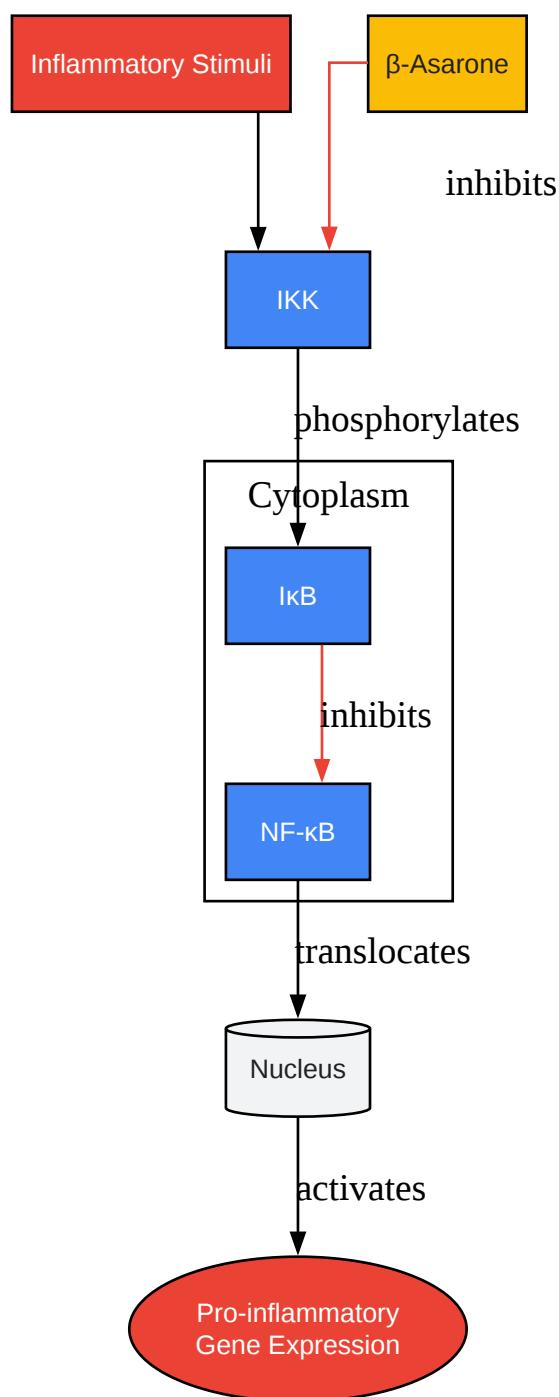 Inflammatory Stimuli
β-Asarone
inhibits
IKK
phosphorylates
Cytoplasm
IκB
inhibits
NF-κB
translocates
Nucleus
activates
Pro-inflammatory
Gene Expression